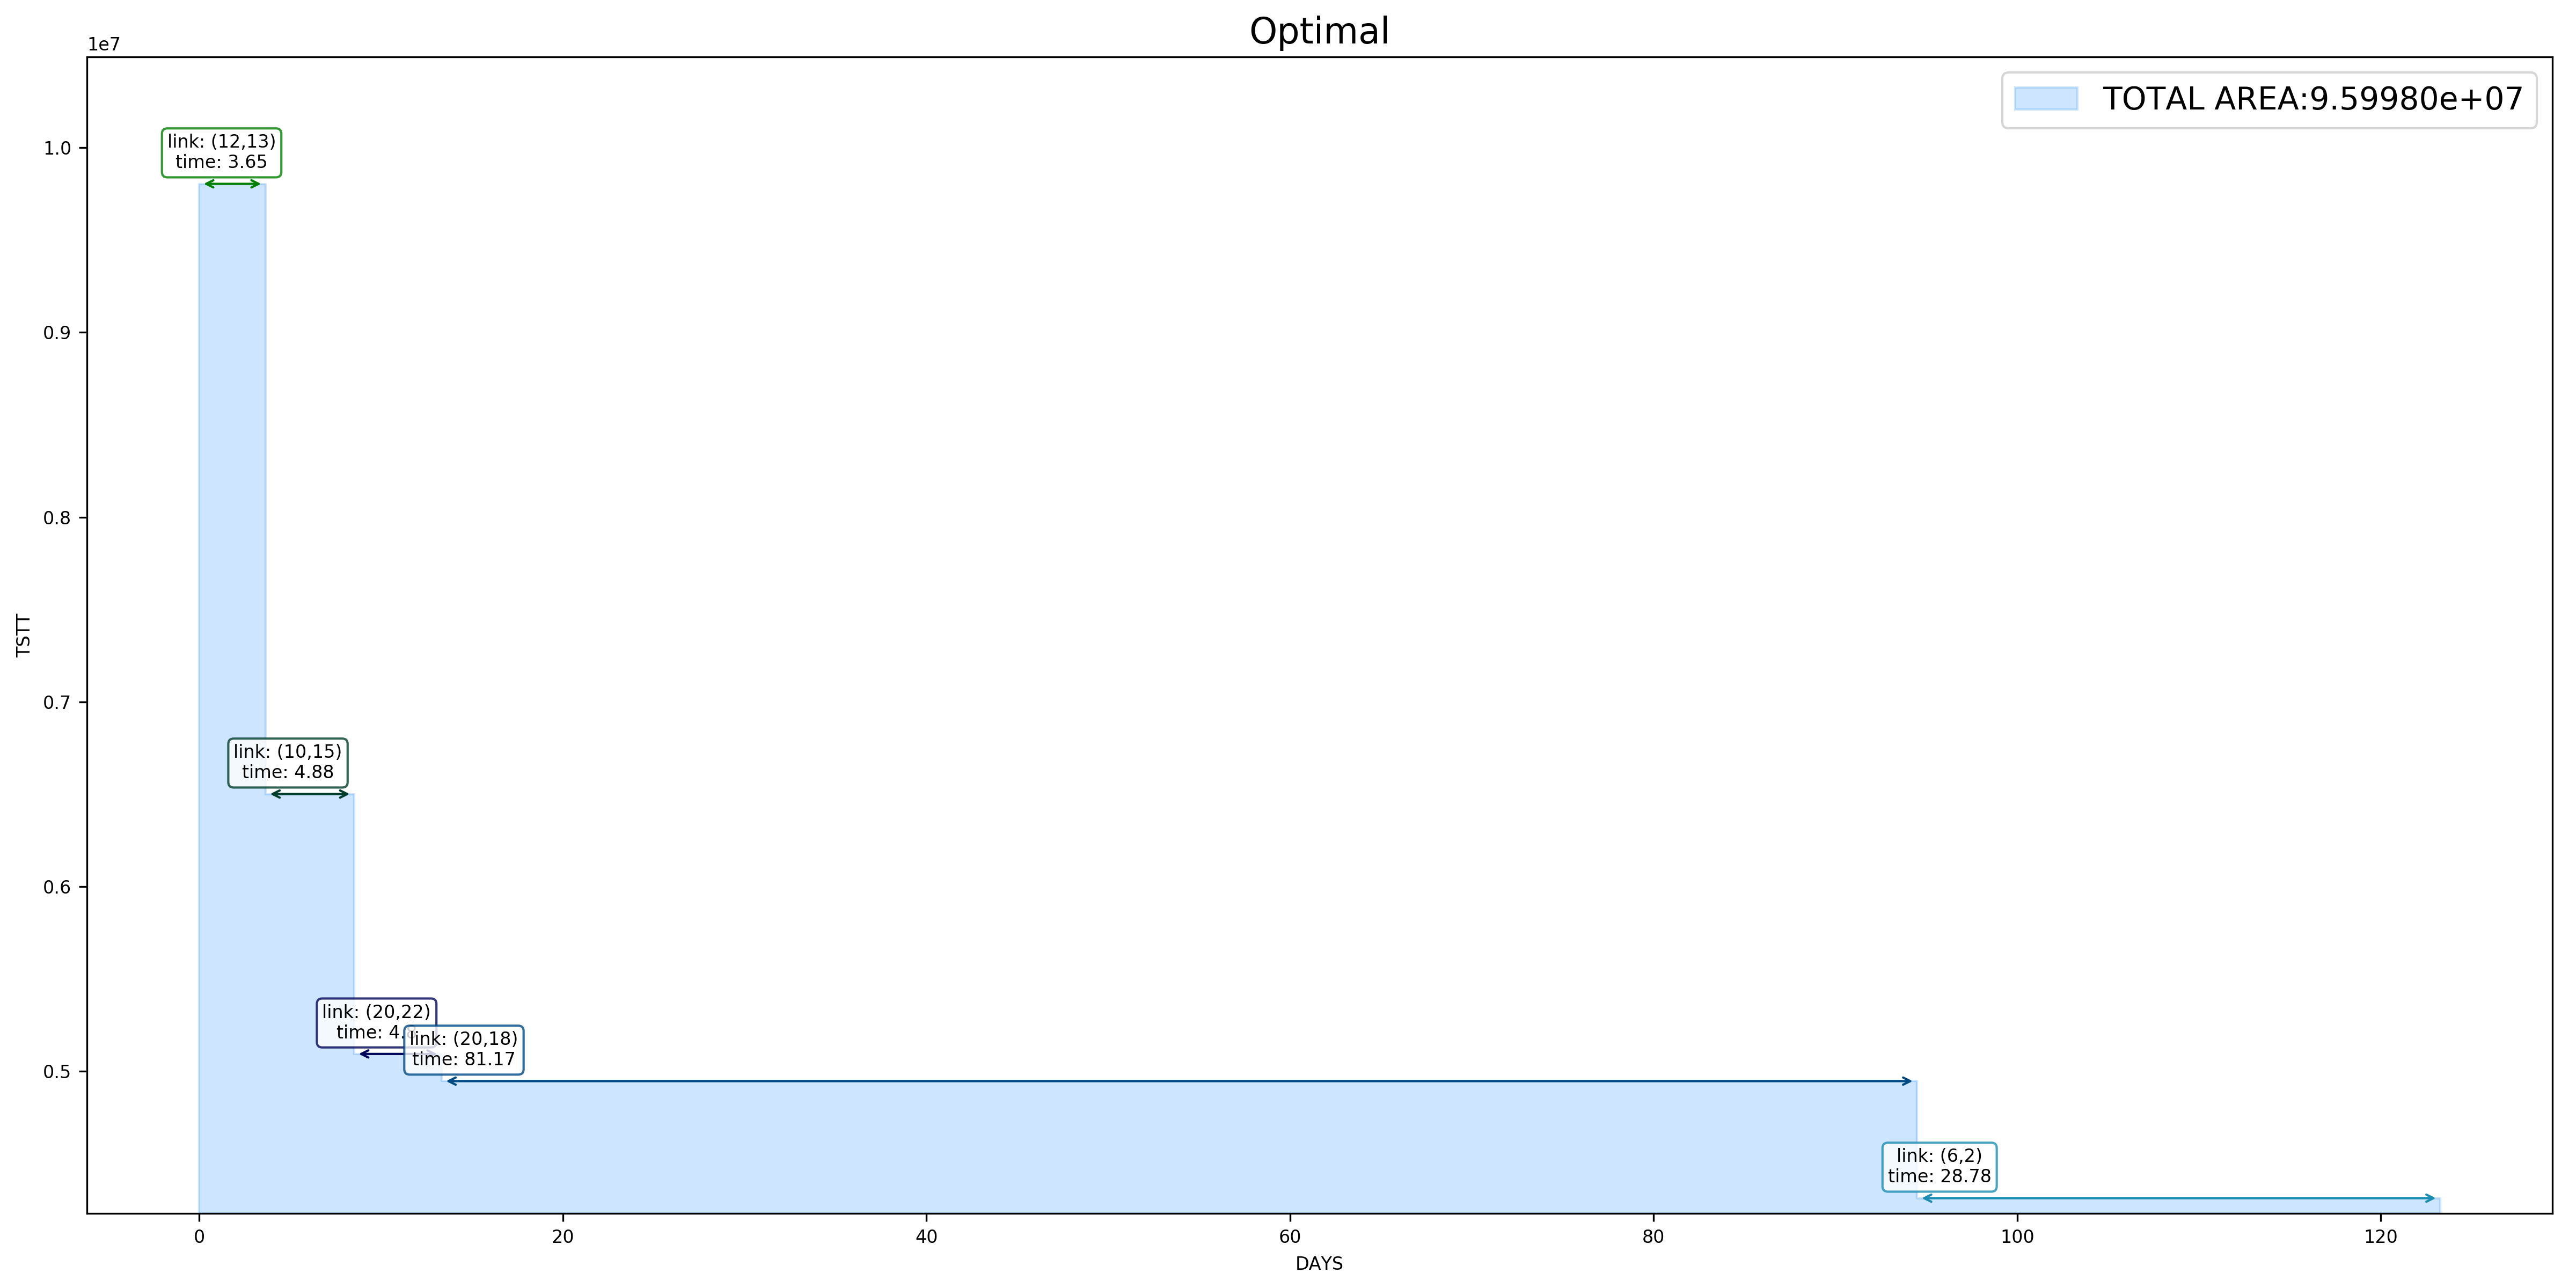 Optimal
1e7
TOTAL AREA:9.59980e+07
link: (12,13)
time: 3.65
1.0
0.9
0.8
0.7
link: (10,15)
time: 4.88
TSTT
0.6
link: (20,22)
time: 4.
link: (20,18)
time: 81.17
0.5
link: (6,2)
time: 28.78
0
20
40
60
80
100
120
DAYS